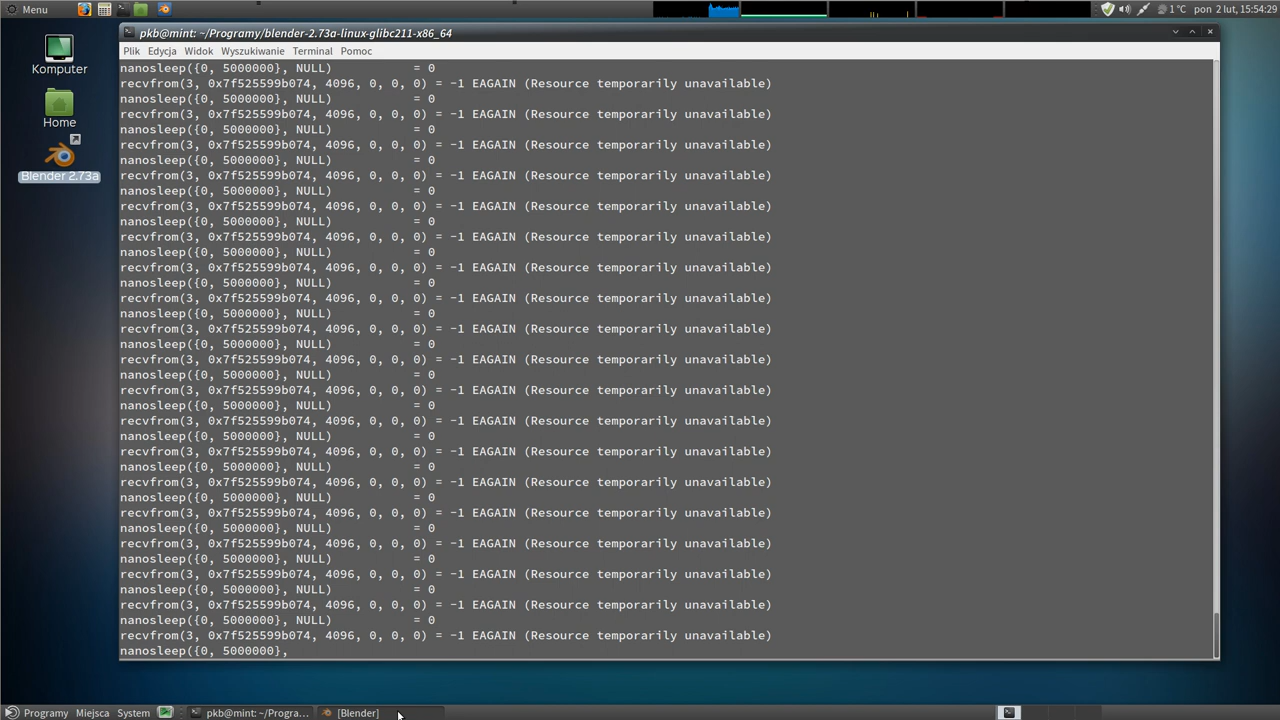 Menu
1 °C pon 2 lut, 15:54:29
pkb@mint: ~/Programy/blender-2.73a-linux-glibc211-x86_64
Plik Edycja Widok Wyszukiwanie Terminal Pomoc
Komputer
Home
Blender 2.73a
nanosleep({0, 5000000}, NULL)           = 0
recvfrom(3, 0x7f525599b074, 4096, 0, 0, 0) = -1 EAGAIN (Resource temporarily unavailable)
nanosleep({0, 5000000}, NULL)           = 0
recvfrom(3, 0x7f525599b074, 4096, 0, 0, 0) = -1 EAGAIN (Resource temporarily unavailable)
nanosleep({0, 5000000}, NULL)           = 0
recvfrom(3, 0x7f525599b074, 4096, 0, 0, 0) = -1 EAGAIN (Resource temporarily unavailable)
nanosleep({0, 5000000}, NULL)           = 0
recvfrom(3, 0x7f525599b074, 4096, 0, 0, 0) = -1 EAGAIN (Resource temporarily unavailable)
nanosleep({0, 5000000}, NULL)           = 0
recvfrom(3, 0x7f525599b074, 4096, 0, 0, 0) = -1 EAGAIN (Resource temporarily unavailable)
nanosleep({0, 5000000}, NULL)           = 0
recvfrom(3, 0x7f525599b074, 4096, 0, 0, 0) = -1 EAGAIN (Resource temporarily unavailable)
nanosleep({0, 5000000}, NULL)           = 0
recvfrom(3, 0x7f525599b074, 4096, 0, 0, 0) = -1 EAGAIN (Resource temporarily unavailable)
nanosleep({0, 5000000}, NULL)           = 0
recvfrom(3, 0x7f525599b074, 4096, 0, 0, 0) = -1 EAGAIN (Resource temporarily unavailable)
nanosleep({0, 5000000}, NULL)           = 0
recvfrom(3, 0x7f525599b074, 4096, 0, 0, 0) = -1 EAGAIN (Resource temporarily unavailable)
nanosleep({0, 5000000}, NULL)           = 0
recvfrom(3, 0x7f525599b074, 4096, 0, 0, 0) = -1 EAGAIN (Resource temporarily unavailable)
nanosleep({0, 5000000}, NULL)           = 0
recvfrom(3, 0x7f525599b074, 4096, 0, 0, 0) = -1 EAGAIN (Resource temporarily unavailable)
nanosleep({0, 5000000}, NULL)           = 0
recvfrom(3, 0x7f525599b074, 4096, 0, 0, 0) = -1 EAGAIN (Resource temporarily unavailable)
nanosleep({0, 5000000}, NULL)           = 0
recvfrom(3, 0x7f525599b074, 4096, 0, 0, 0) = -1 EAGAIN (Resource temporarily unavailable)
nanosleep({0, 5000000}, NULL)           = 0
recvfrom(3, 0x7f525599b074, 4096, 0, 0, 0) = -1 EAGAIN (Resource temporarily unavailable)
nanosleep({0, 5000000}, NULL)           = 0
recvfrom(3, 0x7f525599b074, 4096, 0, 0, 0) = -1 EAGAIN (Resource temporarily unavailable)
nanosleep({0, 5000000}, NULL)           = 0
recvfrom(3, 0x7f525599b074, 4096, 0, 0, 0) = -1 EAGAIN (Resource temporarily unavailable)
nanosleep({0, 5000000}, NULL)           = 0
recvfrom(3, 0x7f525599b074, 4096, 0, 0, 0) = -1 EAGAIN (Resource temporarily unavailable)
nanosleep({0, 5000000}, NULL)           = 0
recvfrom(3, 0x7f525599b074, 4096, 0, 0, 0) = -1 EAGAIN (Resource temporarily unavailable)
nanosleep({0, 5000000}, NULL)           = 0
recvfrom(3, 0x7f525599b074, 4096, 0, 0, 0) = -1 EAGAIN (Resource temporarily unavailable)
nanosleep({0, 5000000},
Programy Miejsca System pkb@mint: ~/Progra... [Blender]